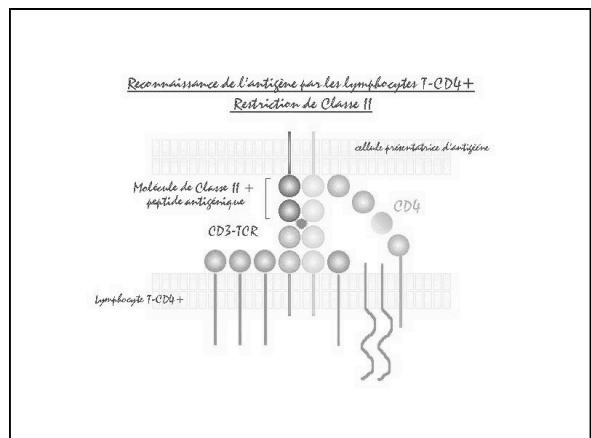 Reconnaissance de l'antigène par les lymphocytes T-CD4+
Restriction de Classe II
cellule présentatrice d'antigéène
Molécule de Classe II +
peptide antigénique
CD4
CD3-TCR
Lymphocyte T-CD4+